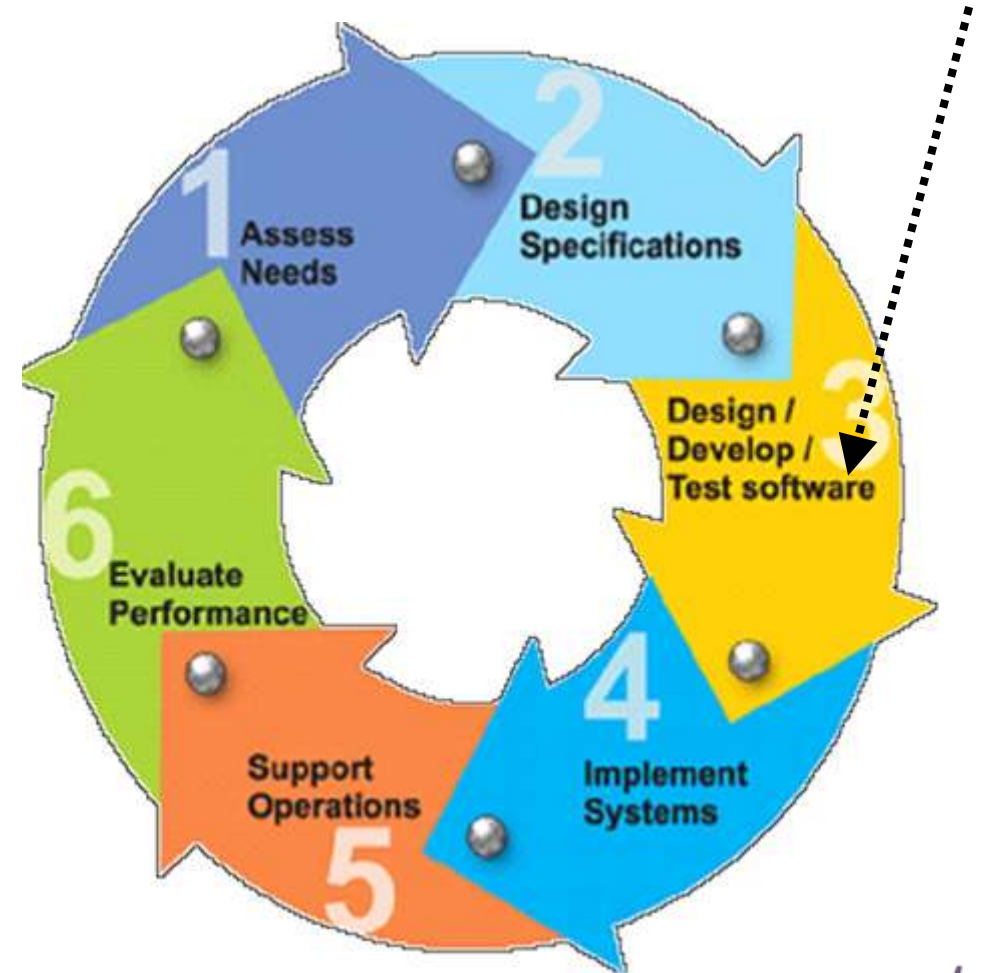 1
Assess
Needs
2
Design
Specifications
3
Design /
Develop /
Test software
4
Implement
Systems
5
Support
Operations
6
Evaluate
Performance